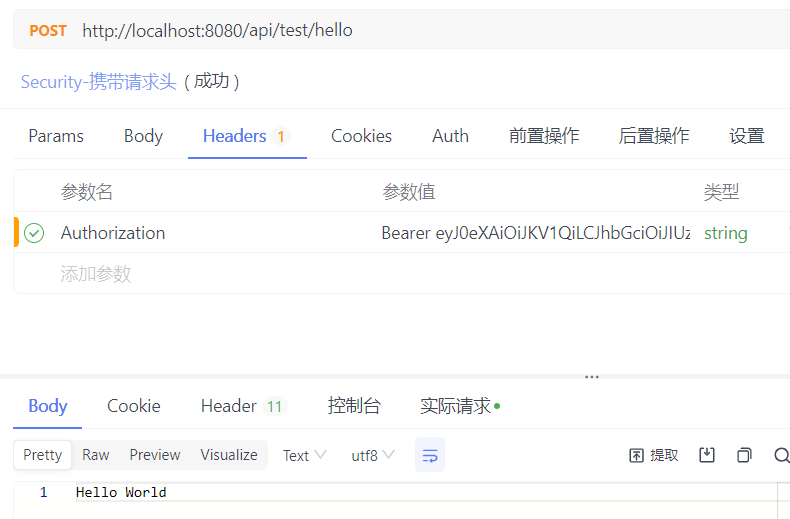 POST http://localhost:8080/api/test/hello
Security-携带请求头 ( 成功 )
Params Body Headers 1 Cookies Auth 前置操作 后置操作 设置
参数名 参数值 类型
Authorization Bearer eyJ0eXAiOiJKV1QiLCJhbGciOiJIUz string
添加参数
Body Cookie Header 11 控制台 实际请求
Pretty Raw Preview Visualize Text utf8 提取
1 Hello World